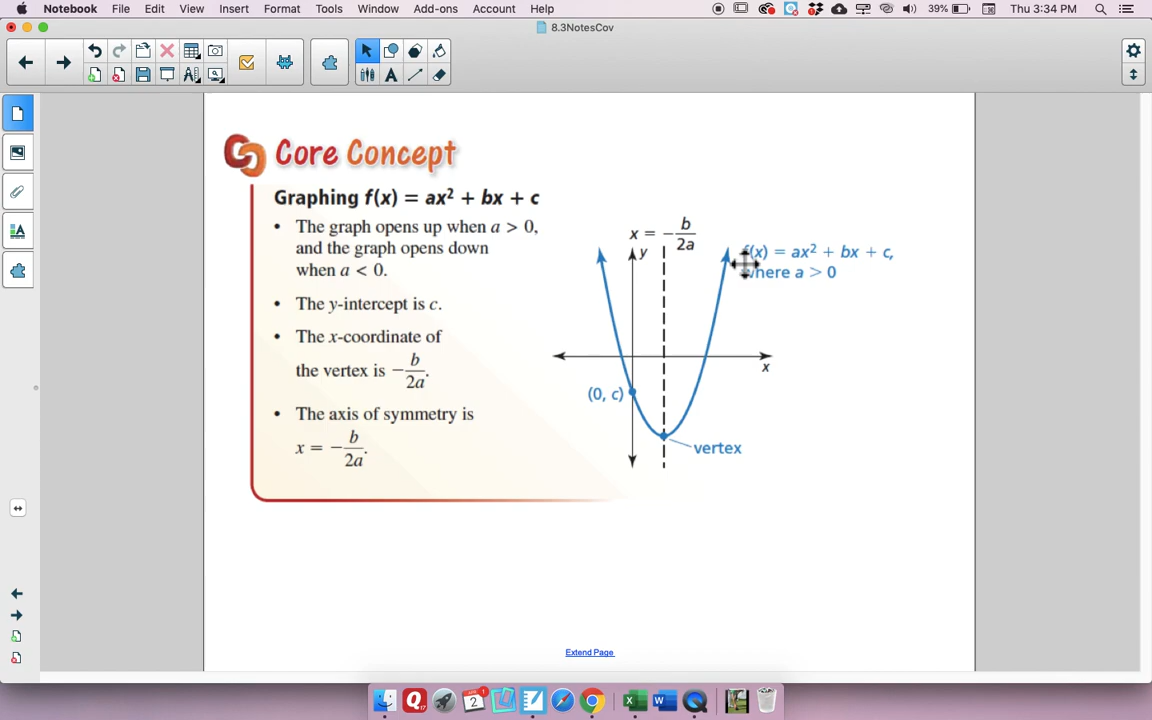 Notebook File Edit View Insert Format Tools Window Add-ons Account Help 39% Thu 3:34 PM
8.3NotesCov
Core Concept
Graphing f(x) = ax² + bx + c
• The graph opens up when a > 0,
and the graph opens down
when a < 0.
• The y-intercept is c.
• The x-coordinate of
the vertex is −b/2a.
• The axis of symmetry is
x = −b/2a.
x = −b/2a
y
f(x) = ax² + bx + c,
where a > 0
x
(0, c)
vertex
Extend Page